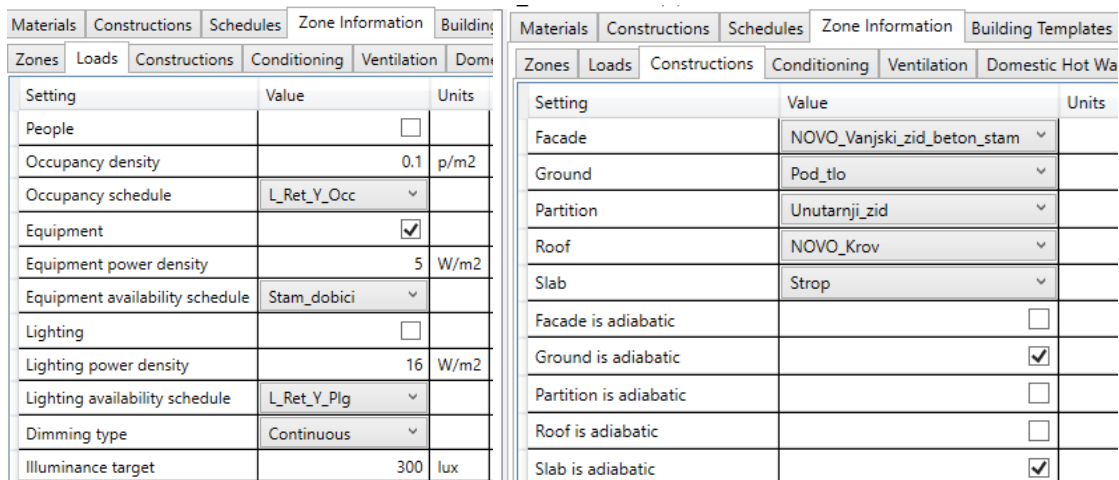 Materials Constructions Schedules Zone Information Building
Zones Loads Constructions Conditioning Ventilation Dome
Setting Value Units
People
Occupancy density 0.1 p/m2
Occupancy schedule L_Ret_Y_Occ
Equipment
Equipment power density 5 W/m2
Equipment availability schedule Stam_dobici
Lighting
Lighting power density 16 W/m2
Lighting availability schedule L_Ret_Y_Plg
Dimming type Continuous
Illuminance target 300 lux
Materials Constructions Schedules Zone Information Building Templates
Zones Loads Constructions Conditioning Ventilation Domestic Hot Wa
Setting Value Units
Facade NOVO_Vanjski_zid_beton_stam
Ground Pod_tlo
Partition Unutarnji_zid
Roof NOVO_Krov
Slab Strop
Facade is adiabatic
Ground is adiabatic
Partition is adiabatic
Roof is adiabatic
Slab is adiabatic